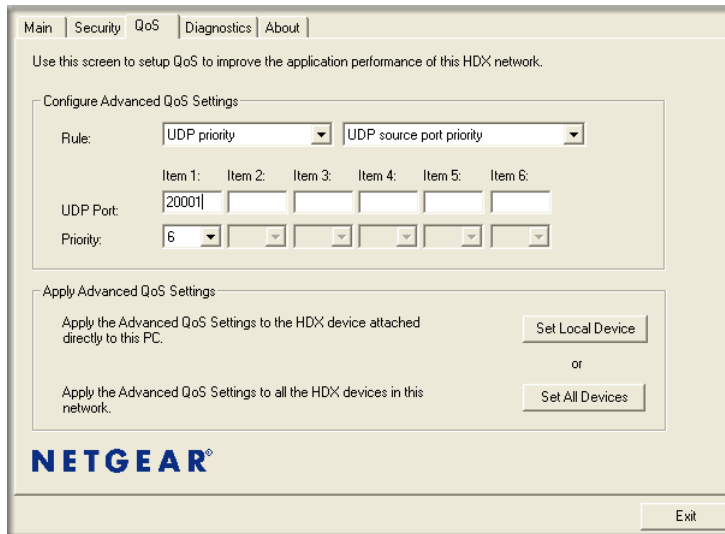 Main Security QoS Diagnostics About
Use this screen to setup QoS to improve the application performance of this HDX network.
Configure Advanced QoS Settings
Rule: UDP priority UDP source port priority
Item 1: Item 2: Item 3: Item 4: Item 5: Item 6:
UDP Port: 20001
Priority: 6
Apply Advanced QoS Settings
Apply the Advanced QoS Settings to the HDX device attached
directly to this PC.
Set Local Device
or
Apply the Advanced QoS Settings to all the HDX devices in this
network.
Set All Devices
NETGEAR®
Exit